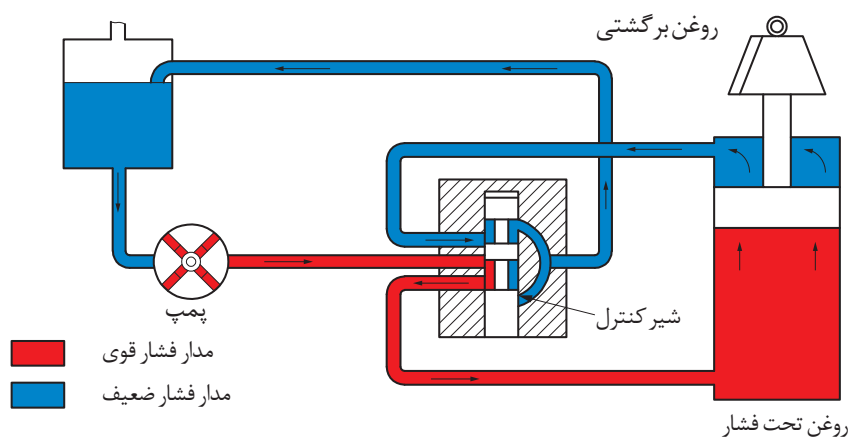 روغن برگشتی
پمپ
شیر کنترل
مدار فشار قوی
مدار فشار ضعیف
روغن تحت فشار